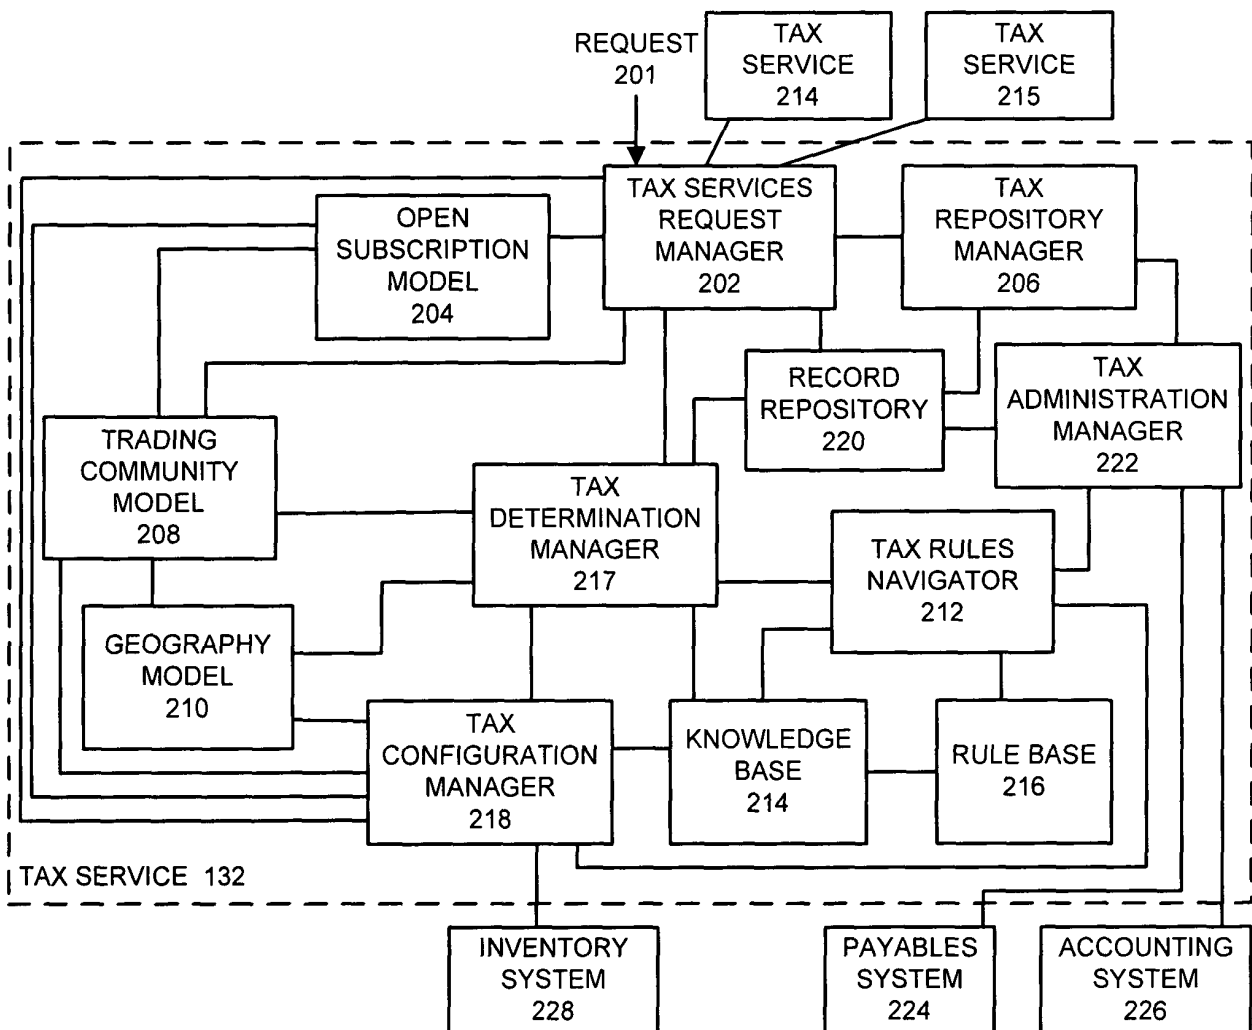 REQUEST
201
TAX
SERVICE
214
TAX
SERVICE
215
TAX SERVICES
REQUEST
MANAGER
202
TAX
REPOSITORY
MANAGER
206
OPEN
SUBSCRIPTION
MODEL
204
RECORD
REPOSITORY
220
TAX
ADMINISTRATION
MANAGER
222
TRADING
COMMUNITY
MODEL
208
TAX
DETERMINATION
MANAGER
217
TAX RULES
NAVIGATOR
212
GEOGRAPHY
MODEL
210
TAX
CONFIGURATION
MANAGER
218
KNOWLEDGE
BASE
214
RULE BASE
216
TAX SERVICE 132
INVENTORY
SYSTEM
228
PAYABLES
SYSTEM
224
ACCOUNTING
SYSTEM
226